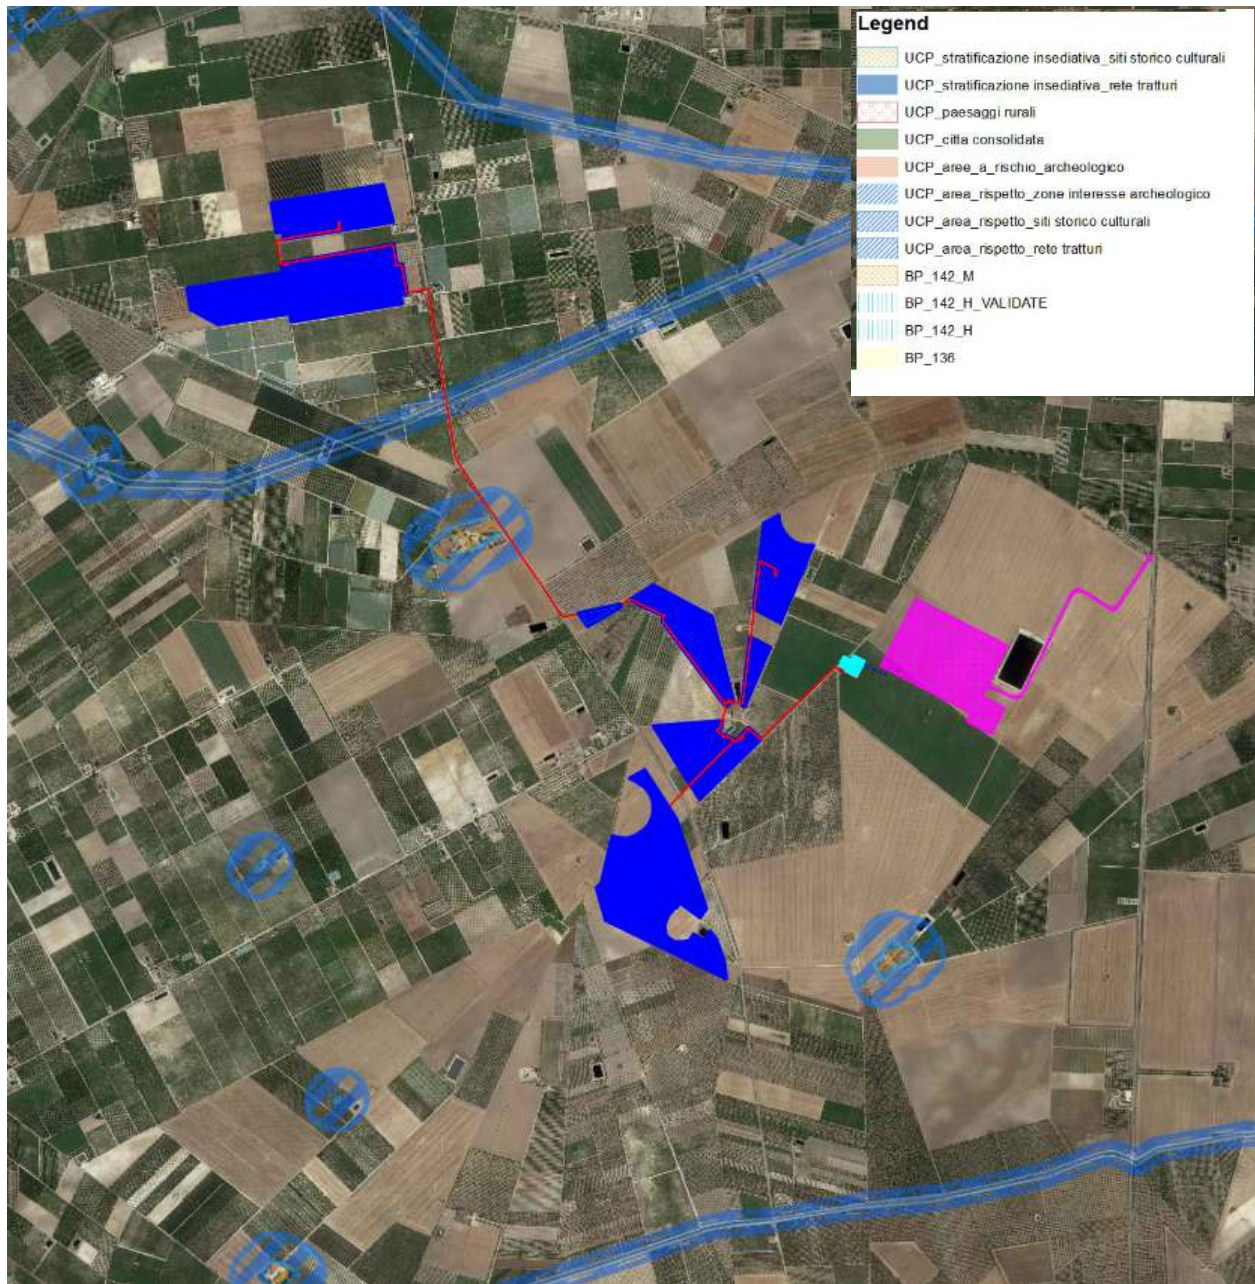 Legend
UCP_stratificazione insediativa_siti storico culturali
UCP_stratificazione insediativa_rete tratturi
UCP_paesaggi rurali
UCP_citta consolidata
UCP_aree_a_rischio_archeologico
UCP_area_rispetto_zone interesse archeologico
UCP_area_rispetto_siti storico culturali
UCP_area_rispetto_rete tratturi
BP_142_M
BP_142_H_VALIDATE
BP_142_H
BP_136